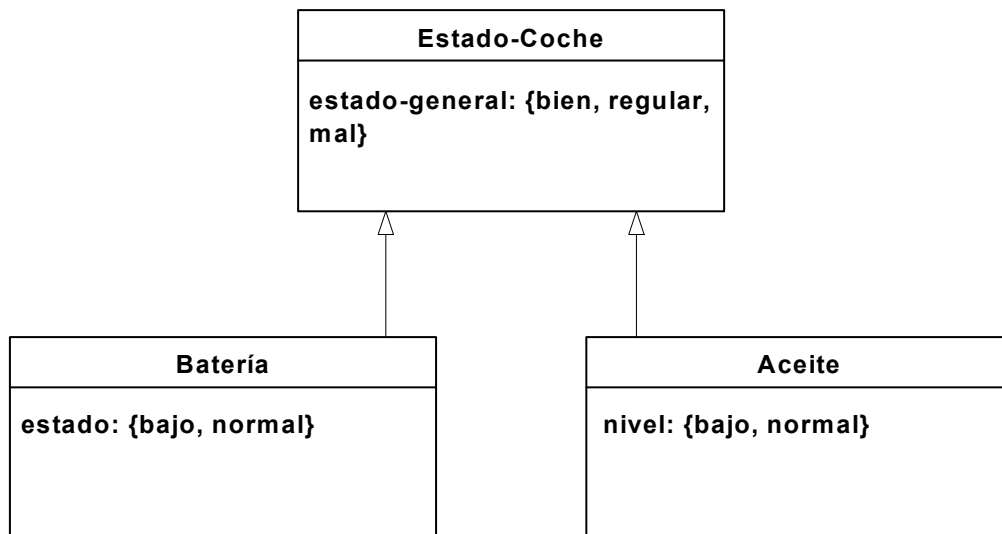 Estado-Coche
estado-general: {bien, regular,
mal}
Batería
estado: {bajo, normal}
Aceite
nivel: {bajo, normal}